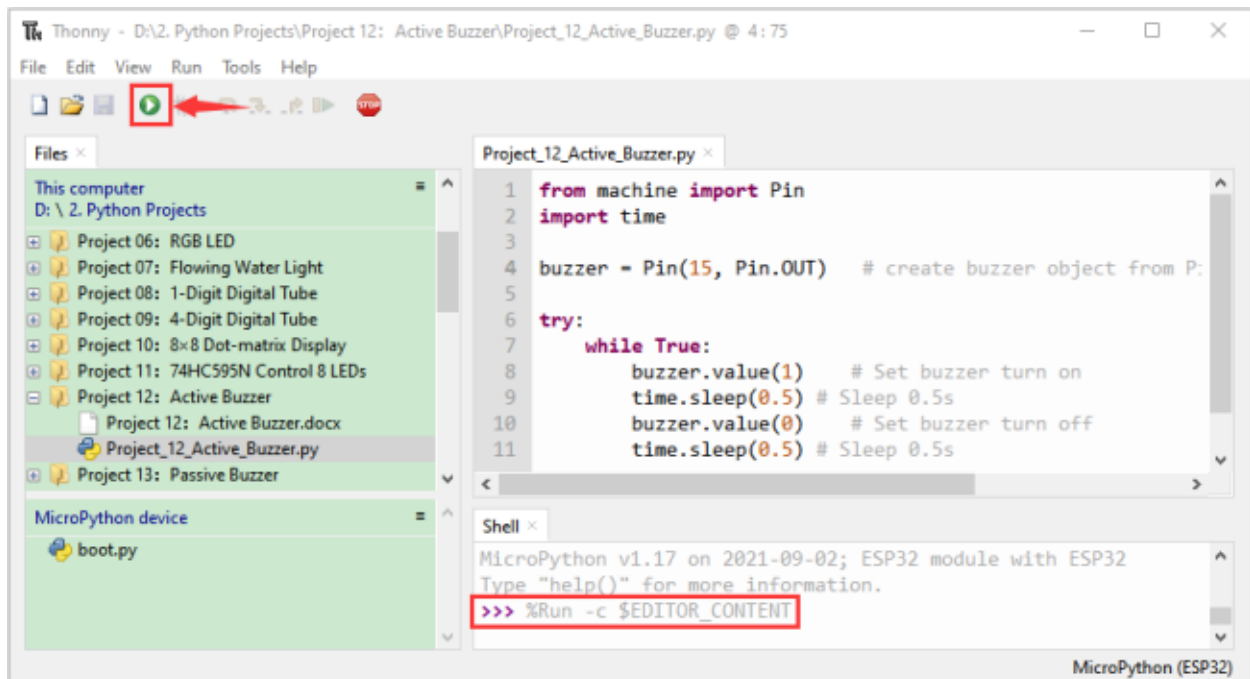 Thonny - D:\2. Python Projects\Project 12: Active Buzzer\Project_12_Active_Buzzer.py @ 4:75
File Edit View Run Tools Help
STOP
Files
This computer
D: \ 2. Python Projects
Project 06: RGB LED
Project 07: Flowing Water Light
Project 08: 1-Digit Digital Tube
Project 09: 4-Digit Digital Tube
Project 10: 8×8 Dot-matrix Display
Project 11: 74HC595N Control 8 LEDs
Project 12: Active Buzzer
Project 12: Active Buzzer.docx
Project_12_Active_Buzzer.py
Project 13: Passive Buzzer
MicroPython device
boot.py
Project_12_Active_Buzzer.py
1 from machine import Pin
2 import time
3
4 buzzer = Pin(15, Pin.OUT) # create buzzer object from
5
6 try:
7 while True:
8 buzzer.value(1) # Set buzzer turn on
9 time.sleep(0.5) # Sleep 0.5s
10 buzzer.value(0) # Set buzzer turn off
11 time.sleep(0.5) # Sleep 0.5s
Shell
MicroPython v1.17 on 2021-09-02; ESP32 module with ESP32
Type "help()" for more information.
>>> %Run -c $EDITOR_CONTENT
MicroPython (ESP32)